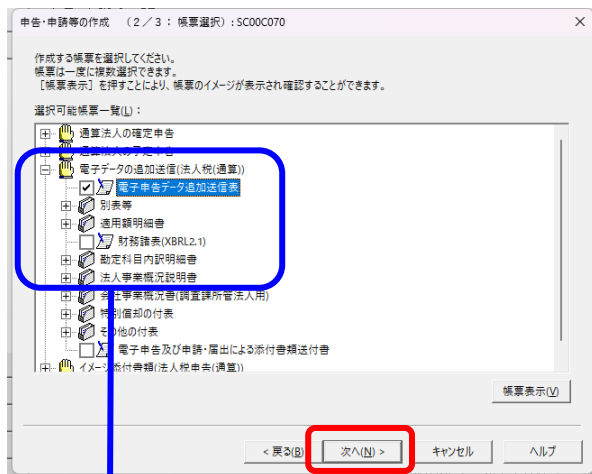 申告・申請等の作成　（２／３：帳票選択）：SC00C070
作成する帳票を選択してください。
帳票は一度に複数選択できます。
［帳票表示］を押すことにより、帳票のイメージが表示され確認することができます。
選択可能帳票一覧(L)：
通算法人の確定申告
通算法人の予定申告
電子データの追加送信(法人税(通算))
電子申告データ追加送信表
別表等
適用額明細書
財務諸表(XBRL2.1)
勘定科目内訳明細書
法人事業概況説明書
会社事業概況書(調査課所管法人用)
特別償却の付表
その他の付表
電子申告及び申請・届出による添付書類送付書
イメージ添付書類(法人税申告(通算))
帳票表示(V)
< 戻る(B)
次へ(N) >
キャンセル
ヘルプ